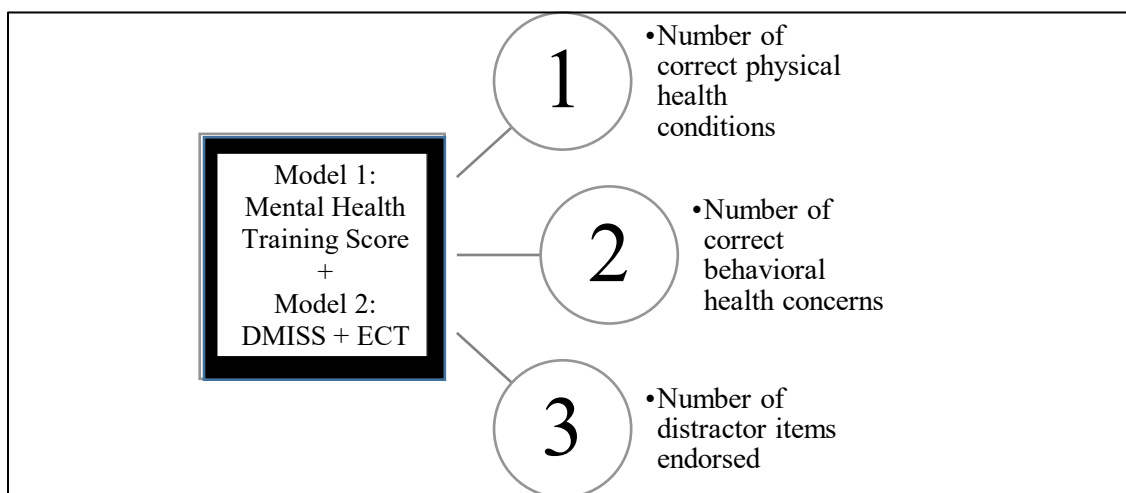 Model 1:
Mental Health
Training Score
+
Model 2:
DMISS + ECT
1
•Number of
correct physical
health
conditions
2
•Number of
correct
behavioral
health concerns
3
•Number of
distractor items
endorsed